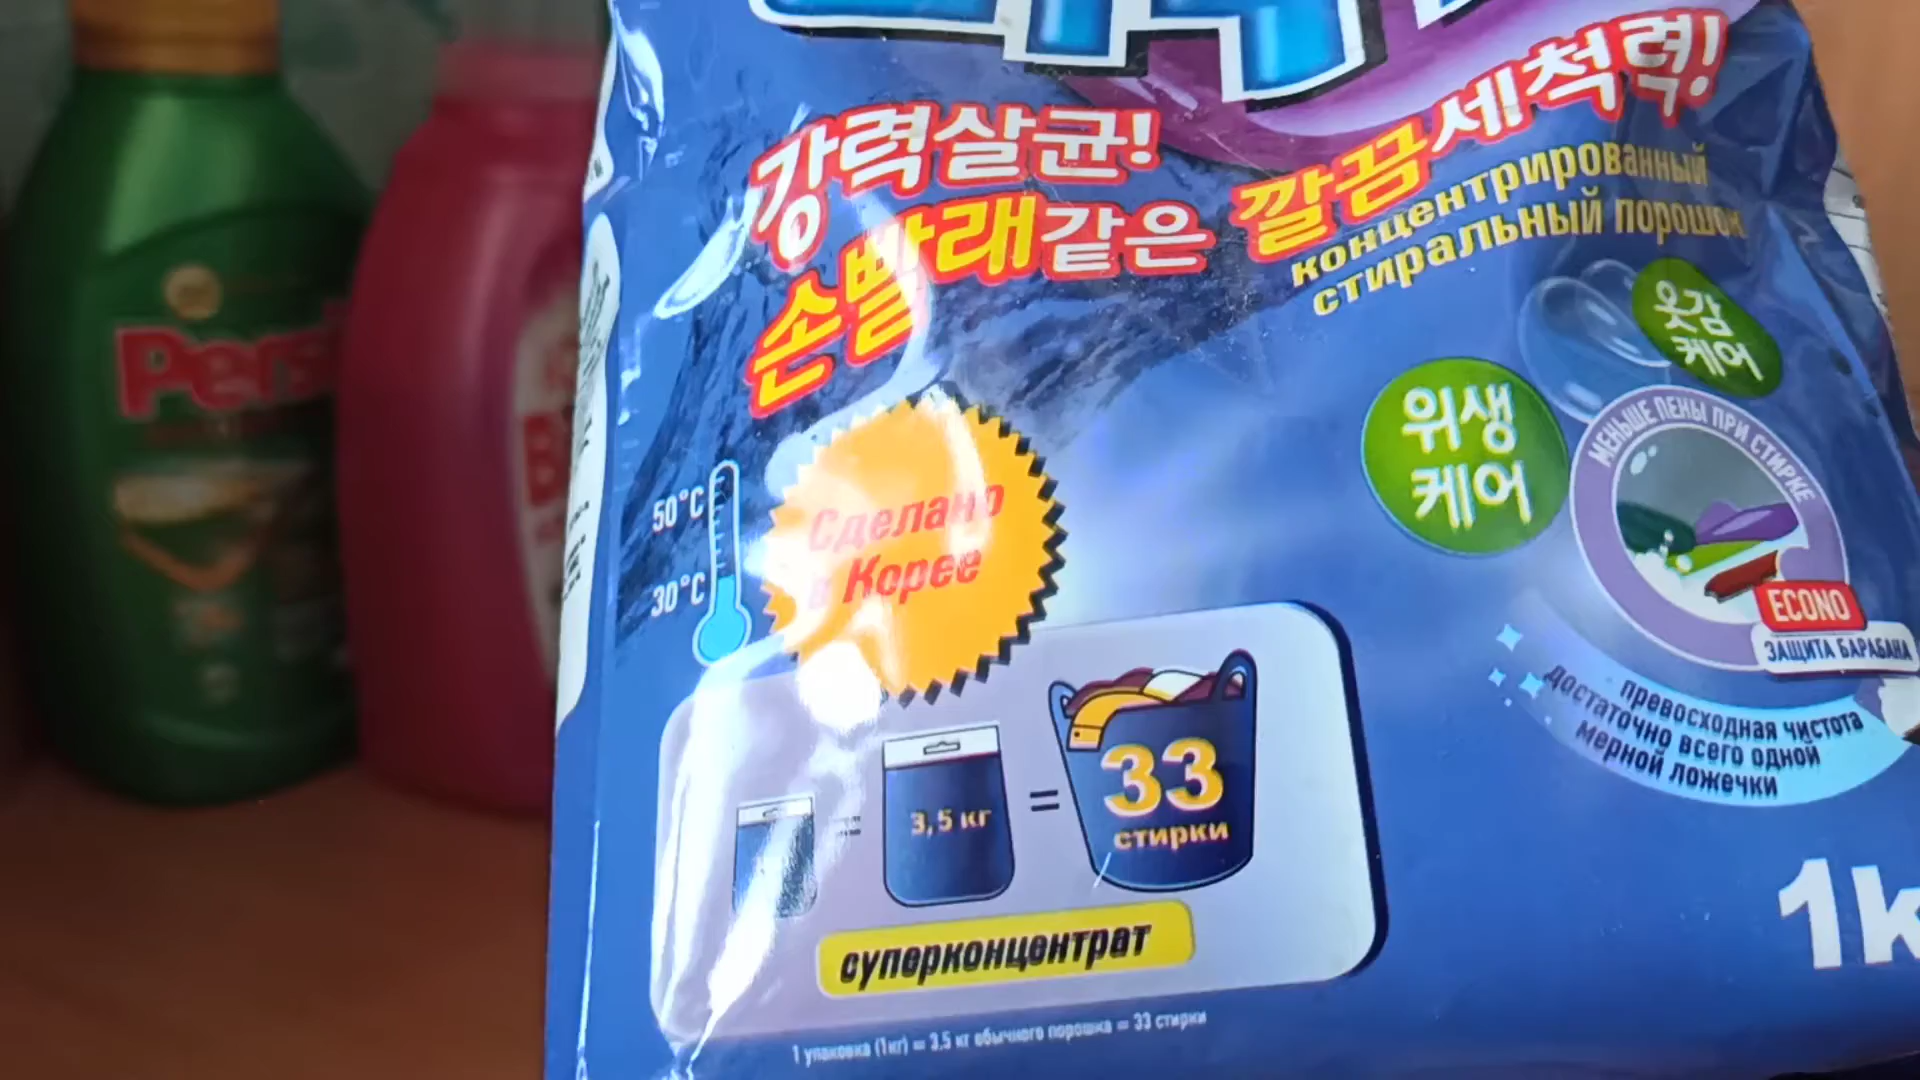 강력살균!
손빨래같은 깔끔세척력!
концентрированный
стиральный порошок
옷감
케어
위생
케어
МЕНЬШЕ ПЕНЫ ПРИ СТИРКЕ
ECONO
ЗАЩИТА БАРАБАНА
превосходная чистота
достаточно всего одной
мерной ложечки
50°C
30°C
Сделано
в Корее
=
3,5 кг
=
33
стирки
суперконцентрат
1 упаковка (1кг) = 3,5 кг обычного порошка = 33 стирки
Pers